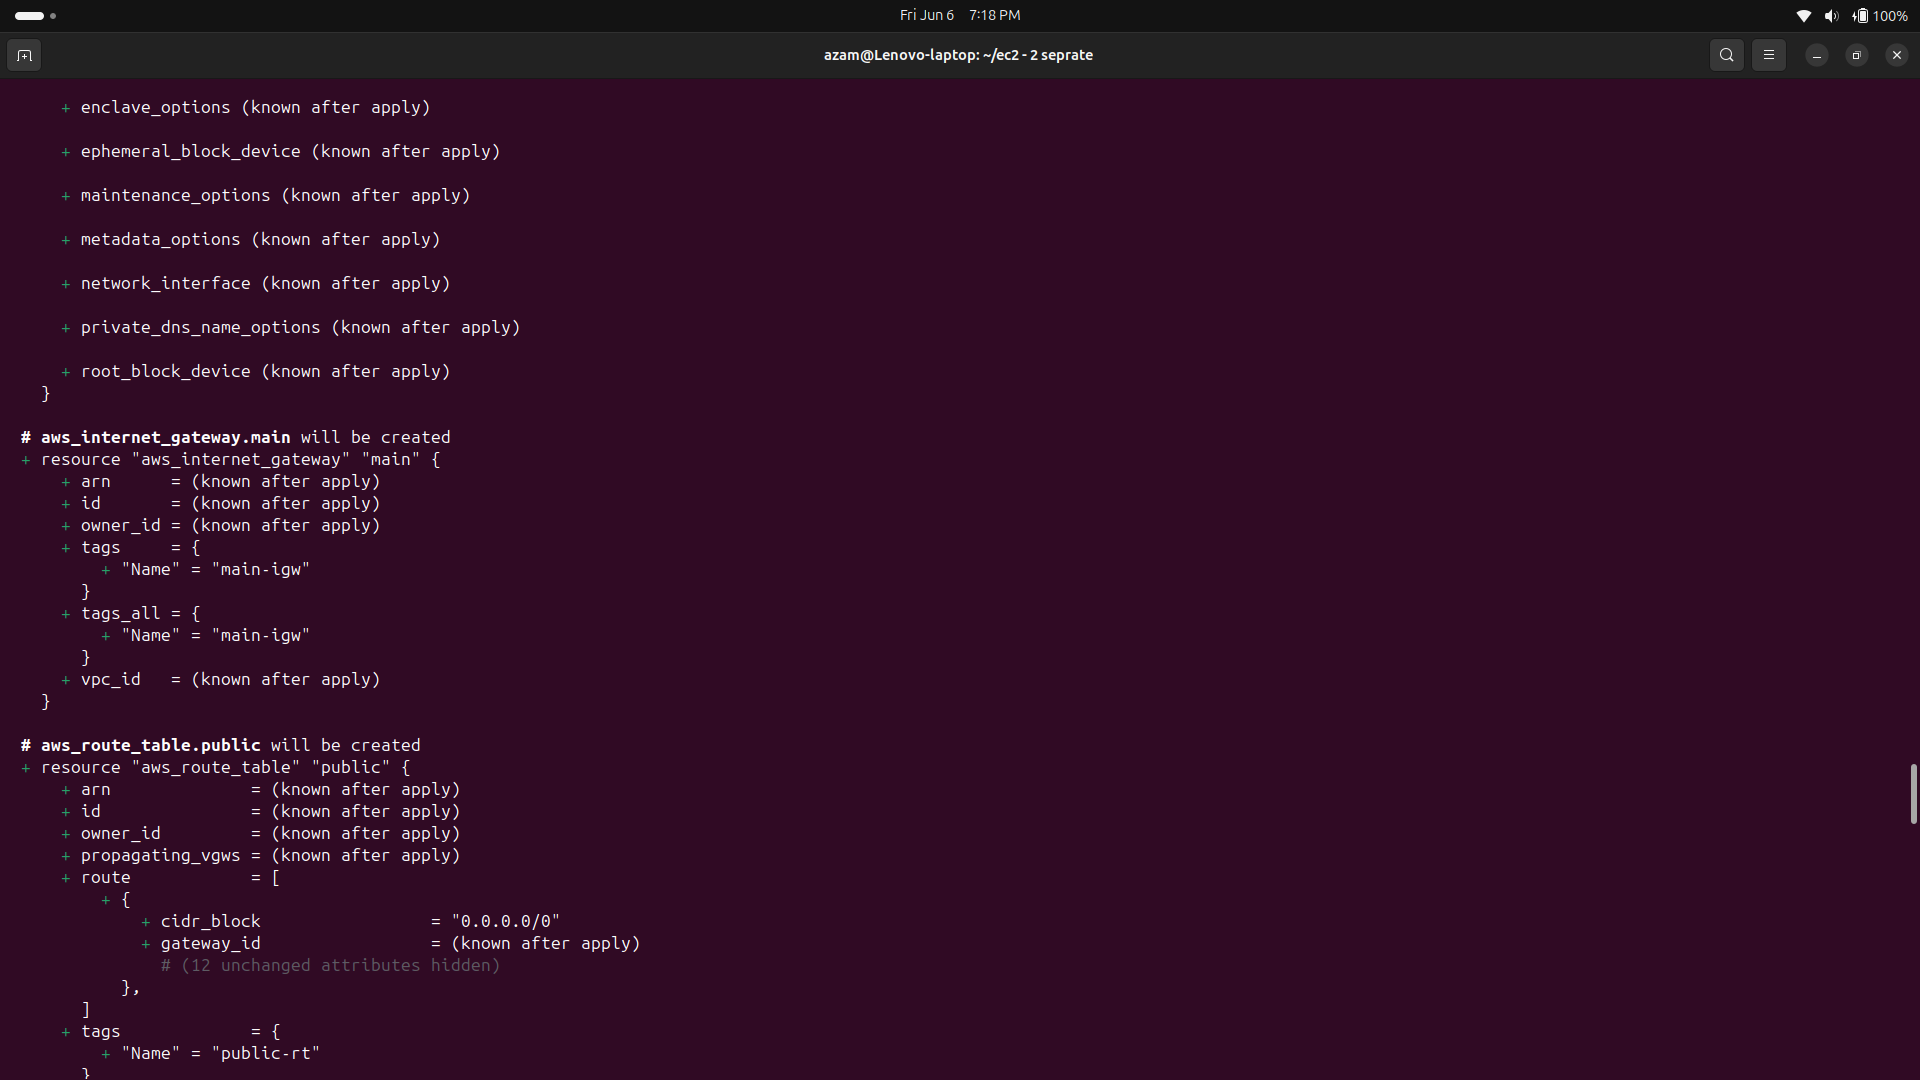 Fri Jun 6 7:18 PM
100%
azam@Lenovo-laptop: ~/ec2 - 2 seprate
+ enclave_options (known after apply)
+ ephemeral_block_device (known after apply)
+ maintenance_options (known after apply)
+ metadata_options (known after apply)
+ network_interface (known after apply)
+ private_dns_name_options (known after apply)
+ root_block_device (known after apply)
}
# aws_internet_gateway.main will be created
+ resource "aws_internet_gateway" "main" {
+ arn      = (known after apply)
+ id       = (known after apply)
+ owner_id = (known after apply)
+ tags     = {
+ "Name" = "main-igw"
}
+ tags_all = {
+ "Name" = "main-igw"
}
+ vpc_id   = (known after apply)
}
# aws_route_table.public will be created
+ resource "aws_route_table" "public" {
+ arn              = (known after apply)
+ id               = (known after apply)
+ owner_id         = (known after apply)
+ propagating_vgws = (known after apply)
+ route            = [
+ {
+ cidr_block                 = "0.0.0.0/0"
+ gateway_id                 = (known after apply)
# (12 unchanged attributes hidden)
},
]
+ tags             = {
+ "Name" = "public-rt"
}